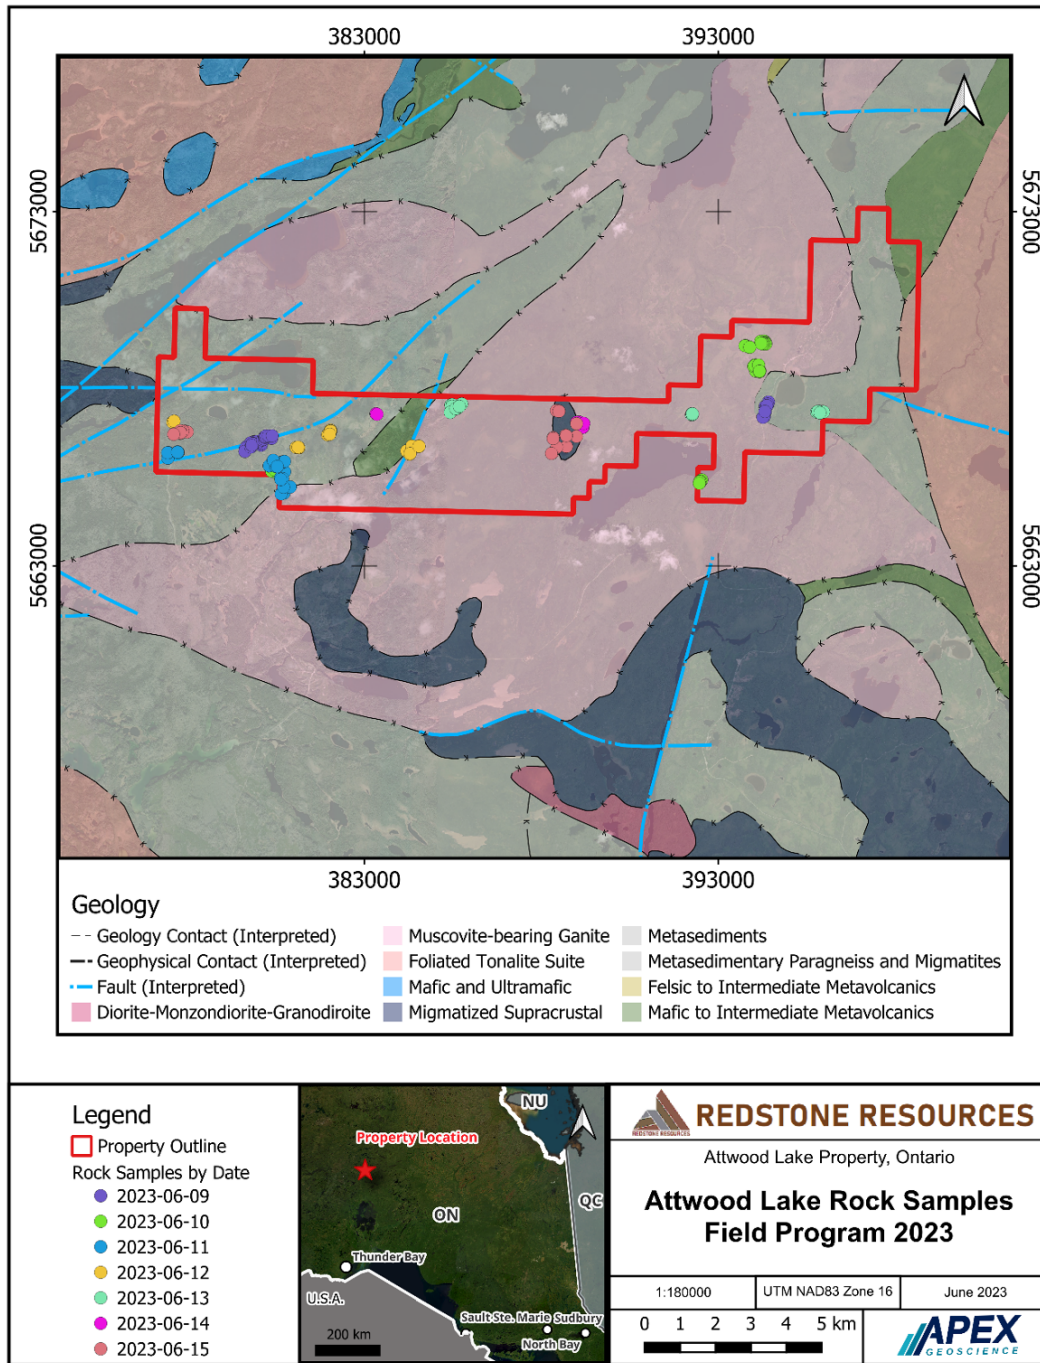 383000
393000
5673000
5673000
5663000
5663000
383000
393000
Geology
Geology Contact (Interpreted)
Geophysical Contact (Interpreted)
Fault (Interpreted)
Diorite-Monzondiorite-Granodiroite
Muscovite-bearing Ganite
Foliated Tonalite Suite
Mafic and Ultramafic
Migmatized Supracrustal
Metasediments
Metasedimentary Paragneiss and Migmatites
Felsic to Intermediate Metavolcanics
Mafic to Intermediate Metavolcanics
Legend
Property Outline
Rock Samples by Date
2023-06-09
2023-06-10
2023-06-11
2023-06-12
2023-06-13
2023-06-14
2023-06-15
NU
Property Location
QC
ON
Thunder Bay
U.S.A.
Sault Ste. Marie
Sudbury
North Bay
200 km
REDSTONE RESOURCES
REDSTONE RESOURCES
Attwood Lake Property, Ontario
Attwood Lake Rock Samples
Field Program 2023
1:180000
UTM NAD83 Zone 16
June 2023
0 1 2 3 4 5 km
APEX
GEOSCIENCE